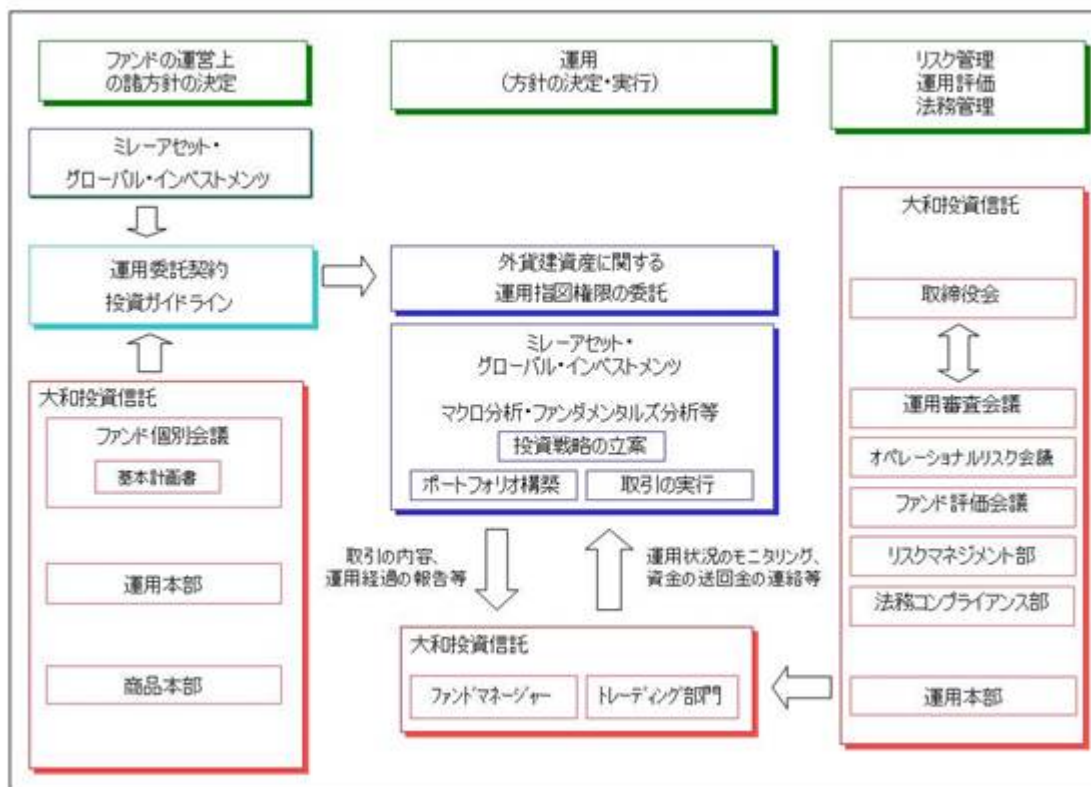 ファンドの運営上
の諸方針の決定
運用
(方針の決定・実行)
リスク管理
運用評価
法務管理
ミレーアセット・
グローバル・インベストメンツ
運用委託契約
投資ガイドライン
大和投資信託
ファンド個別会議
基本計画書
運用本部
商品本部
外貨建資産に関する
運用指図権限の委託
ミレーアセット・
グローバル・インベストメンツ
マクロ分析・ファンダメンタルズ分析等
投資戦略の立案
ポートフォリオ構築
取引の実行
取引の内容、
運用経過の報告等
運用状況のモニタリング、
資金の送回金の連絡等
大和投資信託
ファンドマネージャー
トレーディング部門
大和投資信託
取締役会
運用審査会議
オペレーショナルリスク会議
ファンド評価会議
リスクマネジメント部
法務コンプライアンス部
運用本部